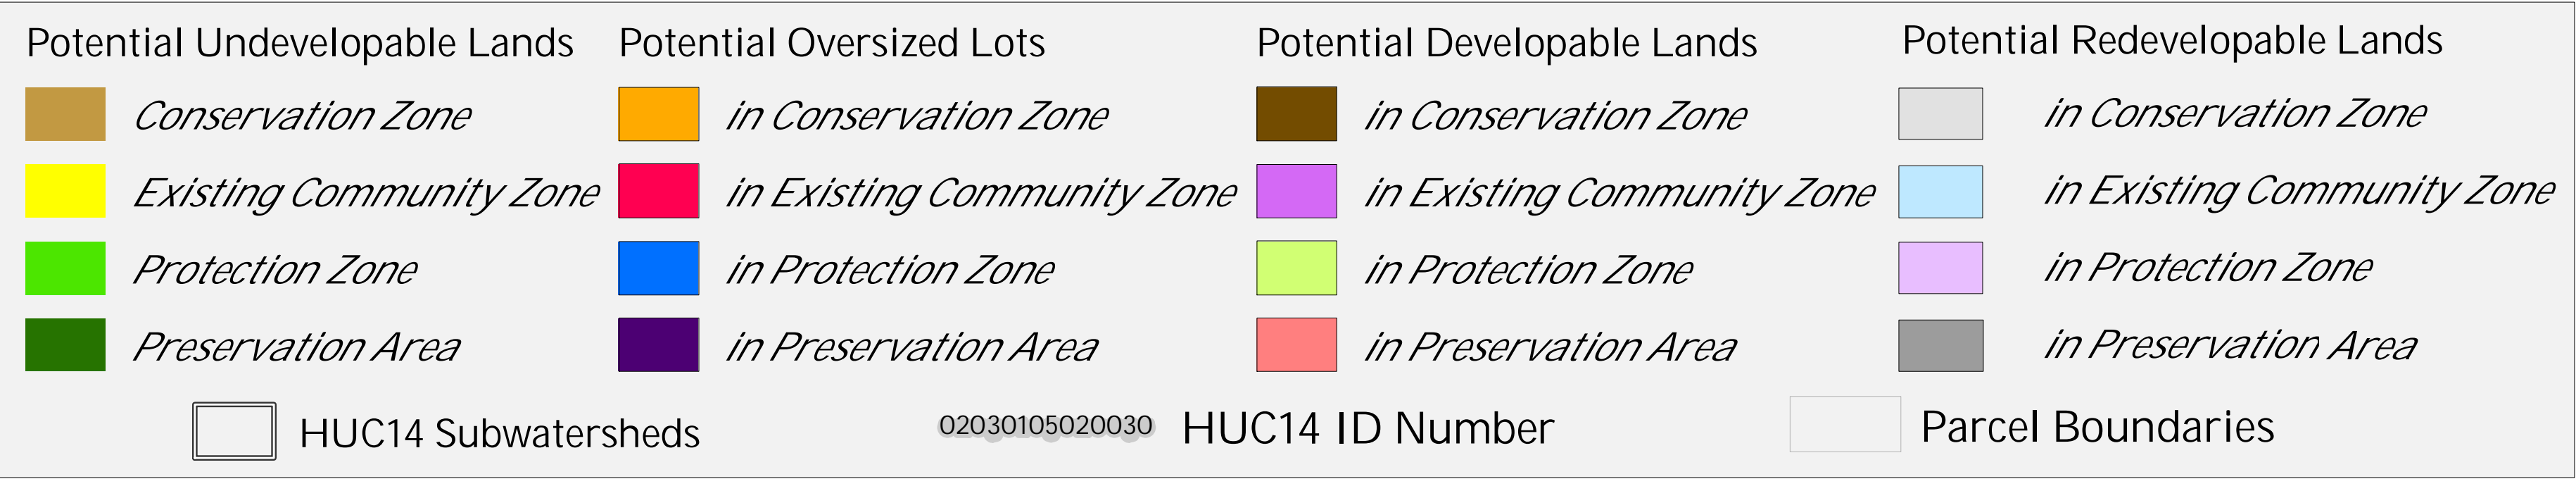 Potential Undevelopable Lands
Conservation Zone
Existing Community Zone
Protection Zone
Preservation Area
Potential Oversized Lots
in Conservation Zone
in Existing Community Zone
in Protection Zone
in Preservation Area
Potential Developable Lands
in Conservation Zone
in Existing Community Zone
in Protection Zone
in Preservation Area
Potential Redevelopable Lands
in Conservation Zone
in Existing Community Zone
in Protection Zone
in Preservation Area
HUC14 Subwatersheds
02030105020030 HUC14 ID Number
Parcel Boundaries